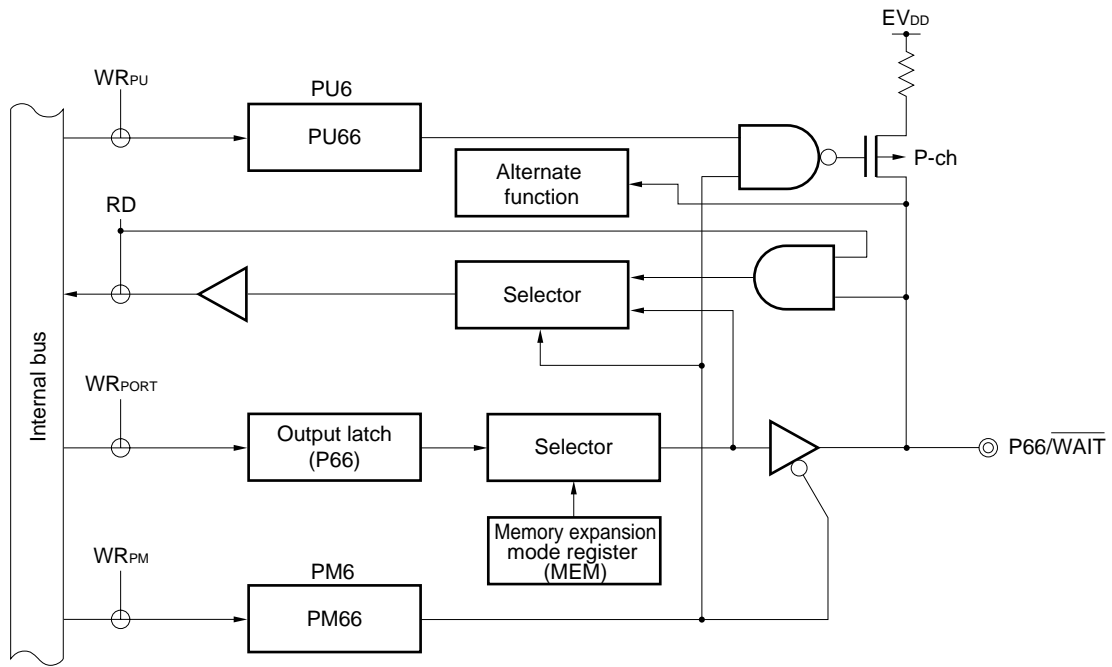 EVDD
WRPU
PU6
PU66
P-ch
Alternate
function
RD
Selector
Internal bus
WRPORT
Output latch
(P66)
Selector
P66/WAIT
Memory expansion
mode register
(MEM)
WRPM
PM6
PM66